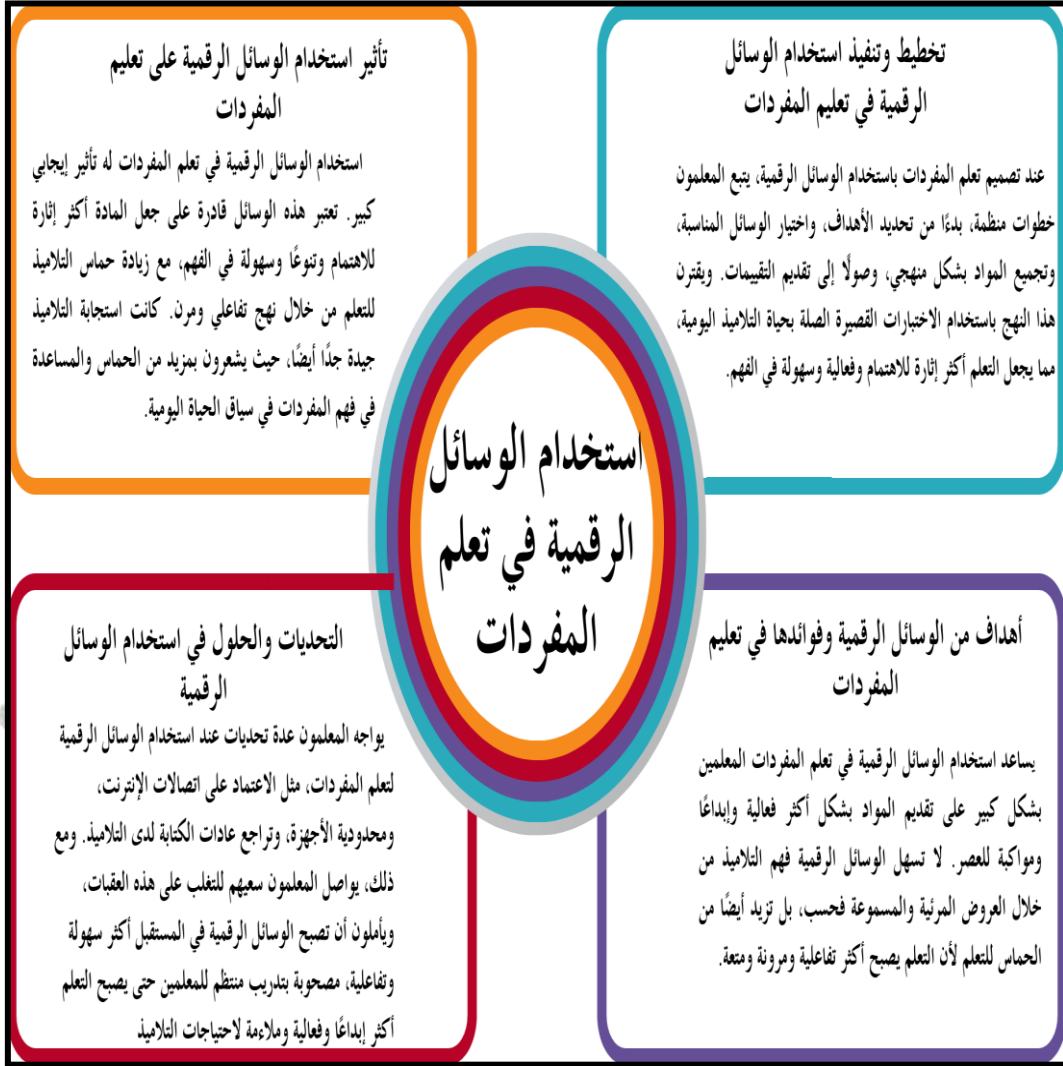 تخطيط وتنفيذ استخدام الوسائل
الرقمية في تعليم المفردات
عند تصميم تعلم المفردات باستخدام الوسائل الرقمية، يتبع المعلمون
خطوات منظمة، بدءًا من تحديد الأهداف، واختيار الوسائل المناسبة،
وتجميع المواد بشكل منهجي، وصولًا إلى تقديم التقييمات. ويقترن
هذا النهج باستخدام الاختبارات القصيرة الصلة بحياة التلاميذ اليومية،
مما يجعل التعلم أكثر إثارة للاهتمام وفعالية وسهولة في الفهم.
تأثير استخدام الوسائل الرقمية على تعليم
المفردات
استخدام الوسائل الرقمية في تعلم المفردات له تأثير إيجابي
كبير. تعتبر هذه الوسائل قادرة على جعل المادة أكثر إثارة
للاهتمام وتنوعًا وسهولة في الفهم، مع زيادة حماس التلاميذ
للتعلم من خلال نهج تفاعلي ومرن. كانت استجابة التلاميذ
جيدة جدًا أيضًا، حيث يشعرون بمزيد من الحماس والمساعدة
في فهم المفردات في سياق الحياة اليومية.
استخدام الوسائل
الرقمية في تعلم
المفردات
أهداف من الوسائل الرقمية وفوائدها في تعليم
المفردات
يساعد استخدام الوسائل الرقمية في تعلم المفردات المعلمين
بشكل كبير على تقديم المواد بشكل أكثر فعالية وإبداعًا
ومواكبة للعصر. لا تسهل الوسائل الرقمية فهم التلاميذ من
خلال العروض المرئية والمسموعة فحسب، بل تزيد أيضًا من
الحماس للتعلم لأن التعلم يصبح أكثر تفاعلية ومرونة ومتعة.
التحديات والحلول في استخدام الوسائل
الرقمية
يواجه المعلمون عدة تحديات عند استخدام الوسائل الرقمية
لتعلم المفردات، مثل الاعتماد على اتصالات الإنترنت،
ومحدودية الأجهزة، وتراجع عادات الكتابة لدى التلاميذ. ومع
ذلك، يواصل المعلمون سعيهم للتغلب على هذه العقبات،
ويأملون أن تصبح الوسائل الرقمية في المستقبل أكثر سهولة
وتفاعلية، مصحوبة بتدريب منتظم للمعلمين حتى يصبح التعلم
أكثر إبداعًا وفعالية وملاءمة لاحتياجات التلاميذ